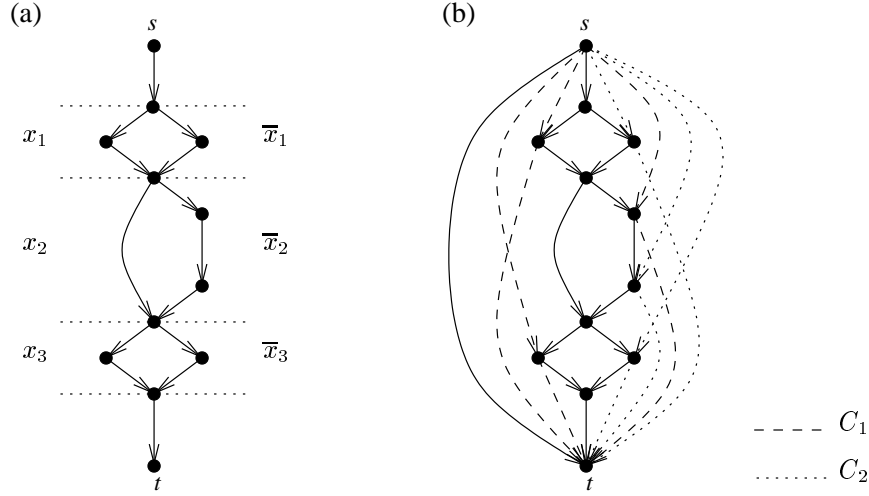 (a)
s
x₁ x̅₁
x₂ x̅₂
x₃ x̅₃
t
(b)
s
t
C₁
C₂